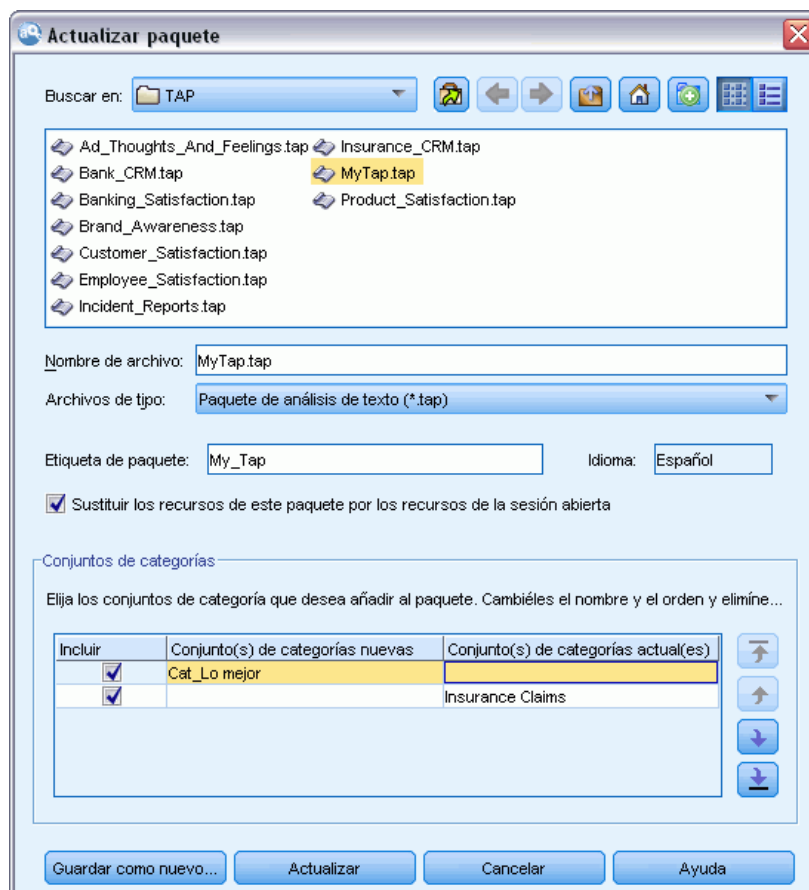 Actualizar paquete
Buscar en: TAP
Ad_Thoughts_And_Feelings.tap
Bank_CRM.tap
Banking_Satisfaction.tap
Brand_Awareness.tap
Customer_Satisfaction.tap
Employee_Satisfaction.tap
Incident_Reports.tap
Insurance_CRM.tap
MyTap.tap
Product_Satisfaction.tap
Nombre de archivo: MyTap.tap
Archivos de tipo: Paquete de análisis de texto (*.tap)
Etiqueta de paquete: My_Tap Idioma: Español
Sustituir los recursos de este paquete por los recursos de la sesión abierta
Conjuntos de categorías
Elija los conjuntos de categoría que desea añadir al paquete. Cambiéles el nombre y el orden y elimíne...
Incluir Conjunto(s) de categorías nuevas Conjunto(s) de categorías actual(es)
Cat_Lo mejor
Insurance Claims
Guardar como nuevo... Actualizar Cancelar Ayuda